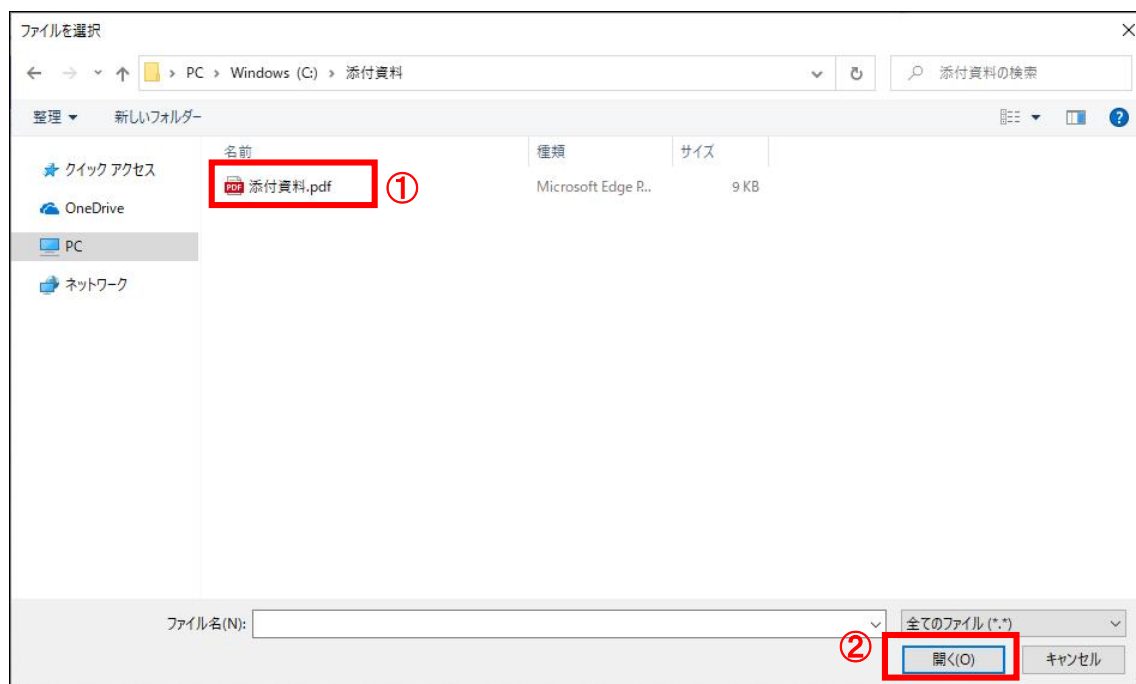 ファイルを選択
PC › Windows (C:) › 添付資料
添付資料の検索
整理
新しいフォルダー
名前 種類 サイズ
クイック アクセス
PDF 添付資料.pdf ① Microsoft Edge P... 9 KB
OneDrive
PC
ネットワーク
ファイル名(N): 全てのファイル (*.*)
② 開く(O) キャンセル